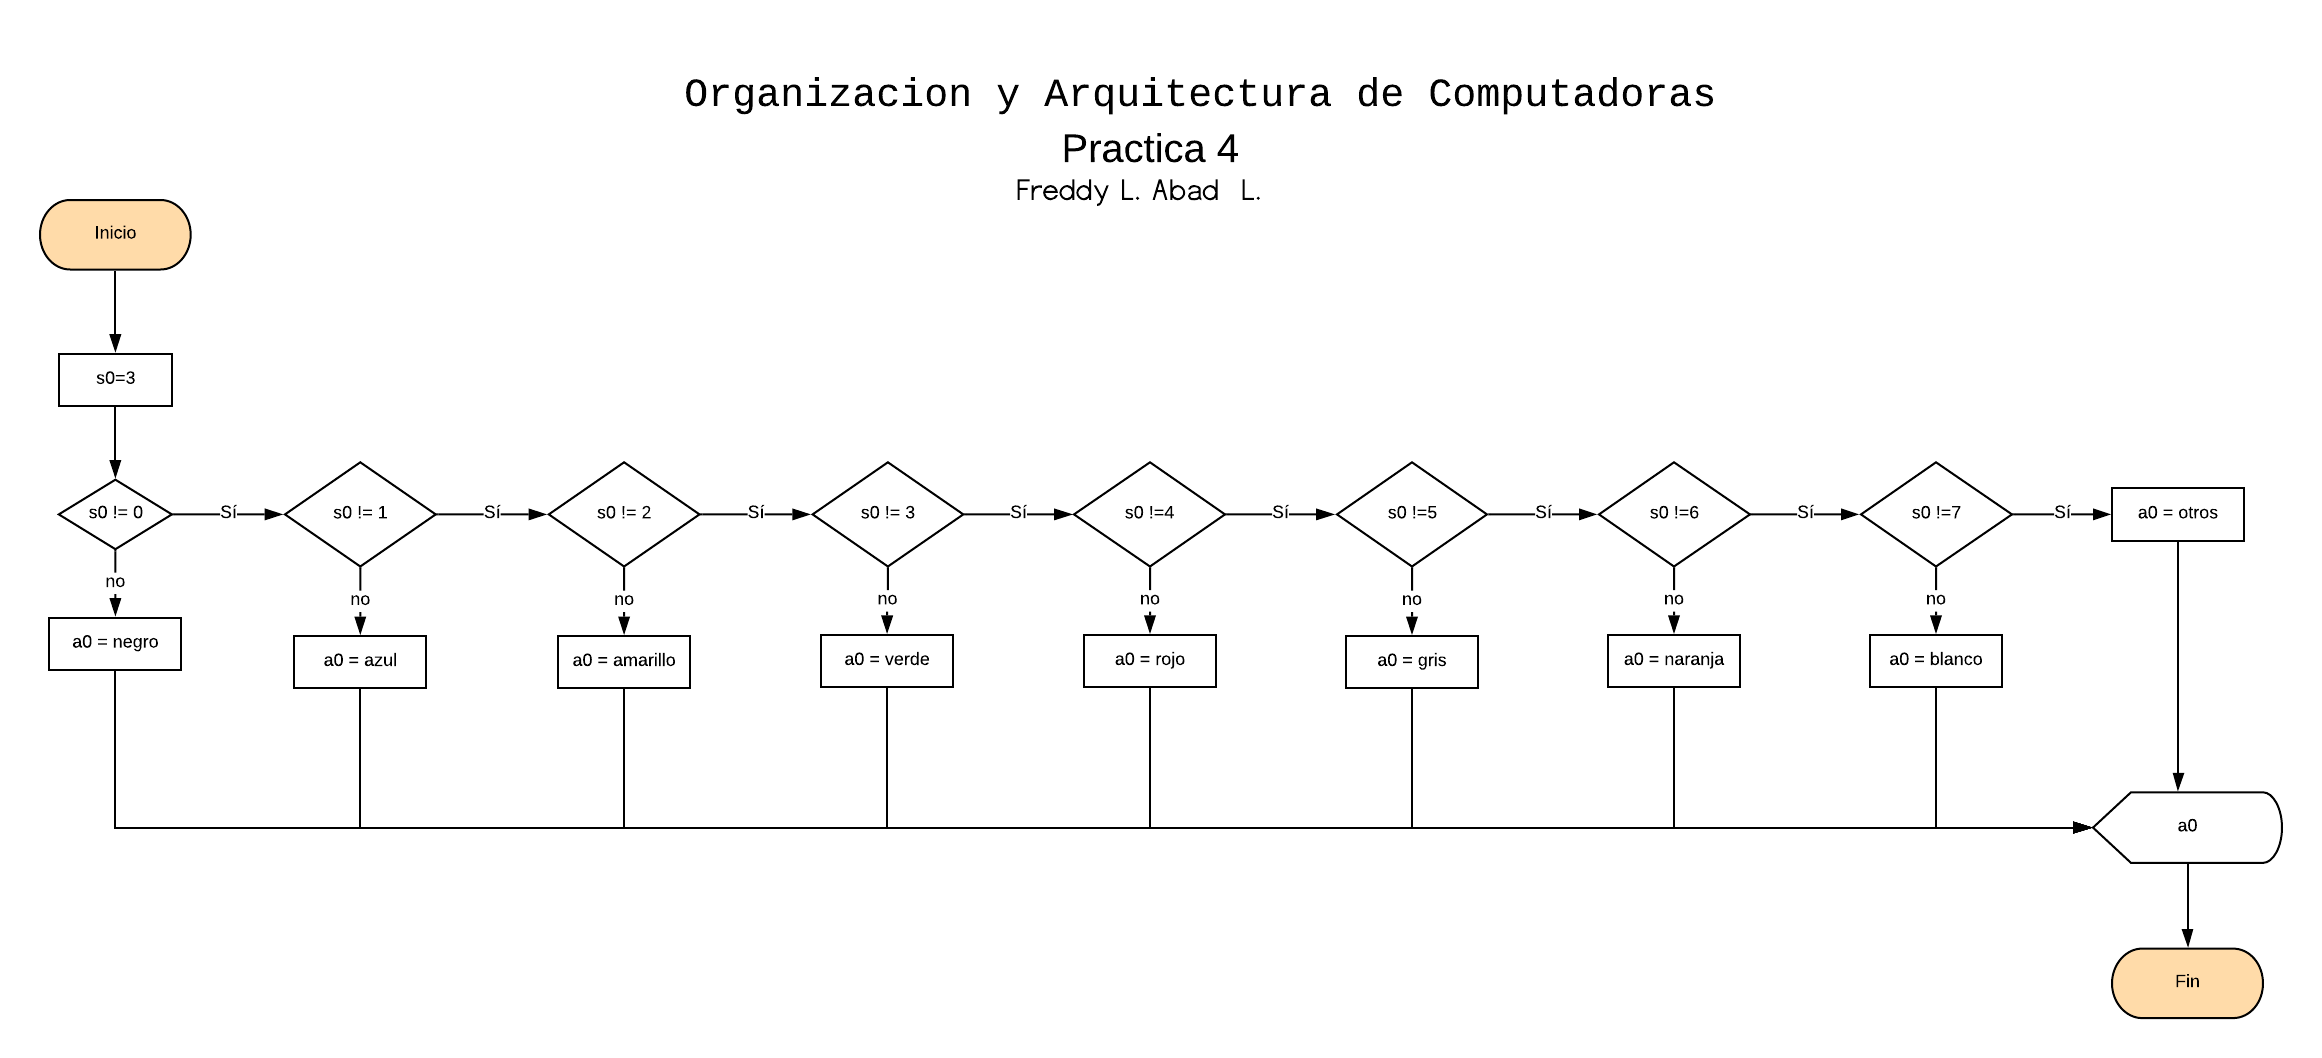 Organizacion y Arquitectura de Computadoras
Practica 4
Freddy L. Abad L.
Inicio
s0=3
s0 != 0
Sí
s0 != 1
Sí
s0 != 2
Sí
s0 != 3
Sí
s0 !=4
Sí
s0 !=5
Sí
s0 !=6
Sí
s0 !=7
Sí
a0 = otros
no
no
no
no
no
no
no
no
a0 = negro
a0 = azul
a0 = amarillo
a0 = verde
a0 = rojo
a0 = gris
a0 = naranja
a0 = blanco
a0
Fin